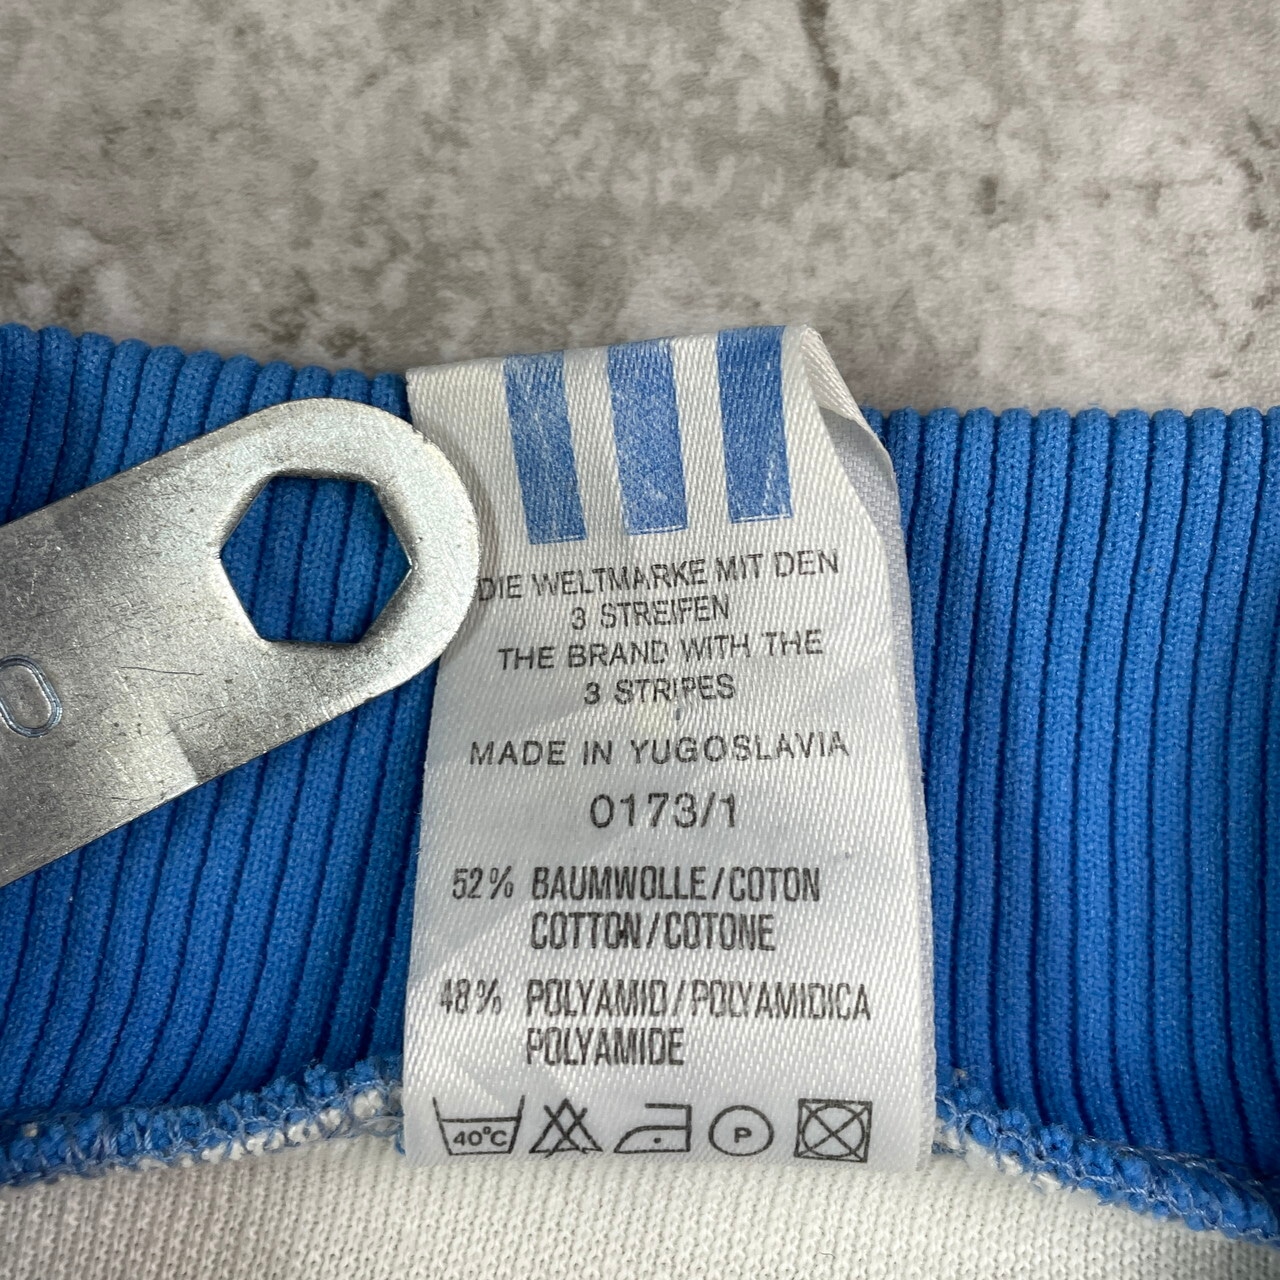 DIE WELTMARKE MIT DEN
3 STREIFEN
THE BRAND WITH THE
3 STRIPES
MADE IN YUGOSLAVIA
0173/1
52% BAUMWOLLE/COTON
COTTON/COTONE
48% POLYAMID/POLYAMIDICA
POLYAMIDE
40°C P